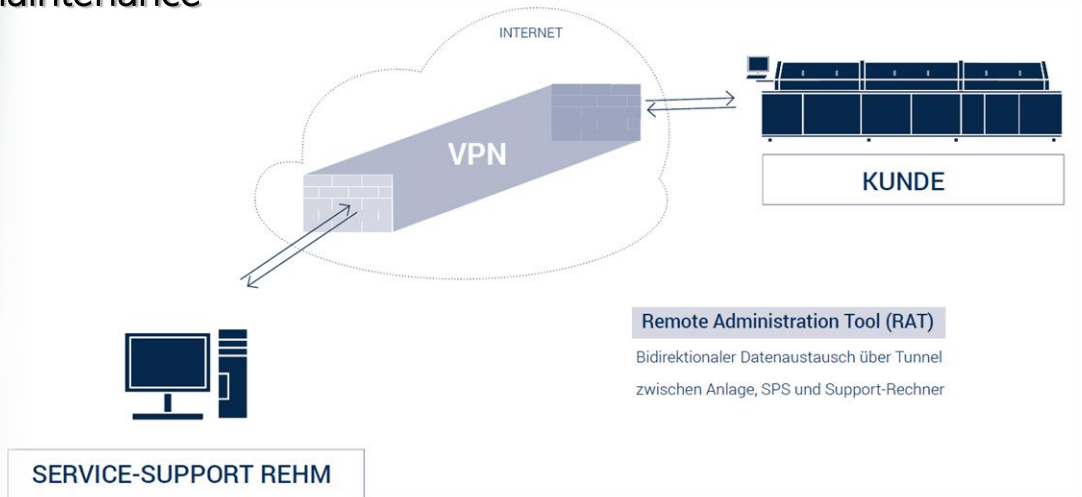 maintenance
INTERNET
VPN
KUNDE
Remote Administration Tool (RAT)
Bidirektionaler Datenaustausch über Tunnel
zwischen Anlage, SPS und Support-Rechner
SERVICE-SUPPORT REHM